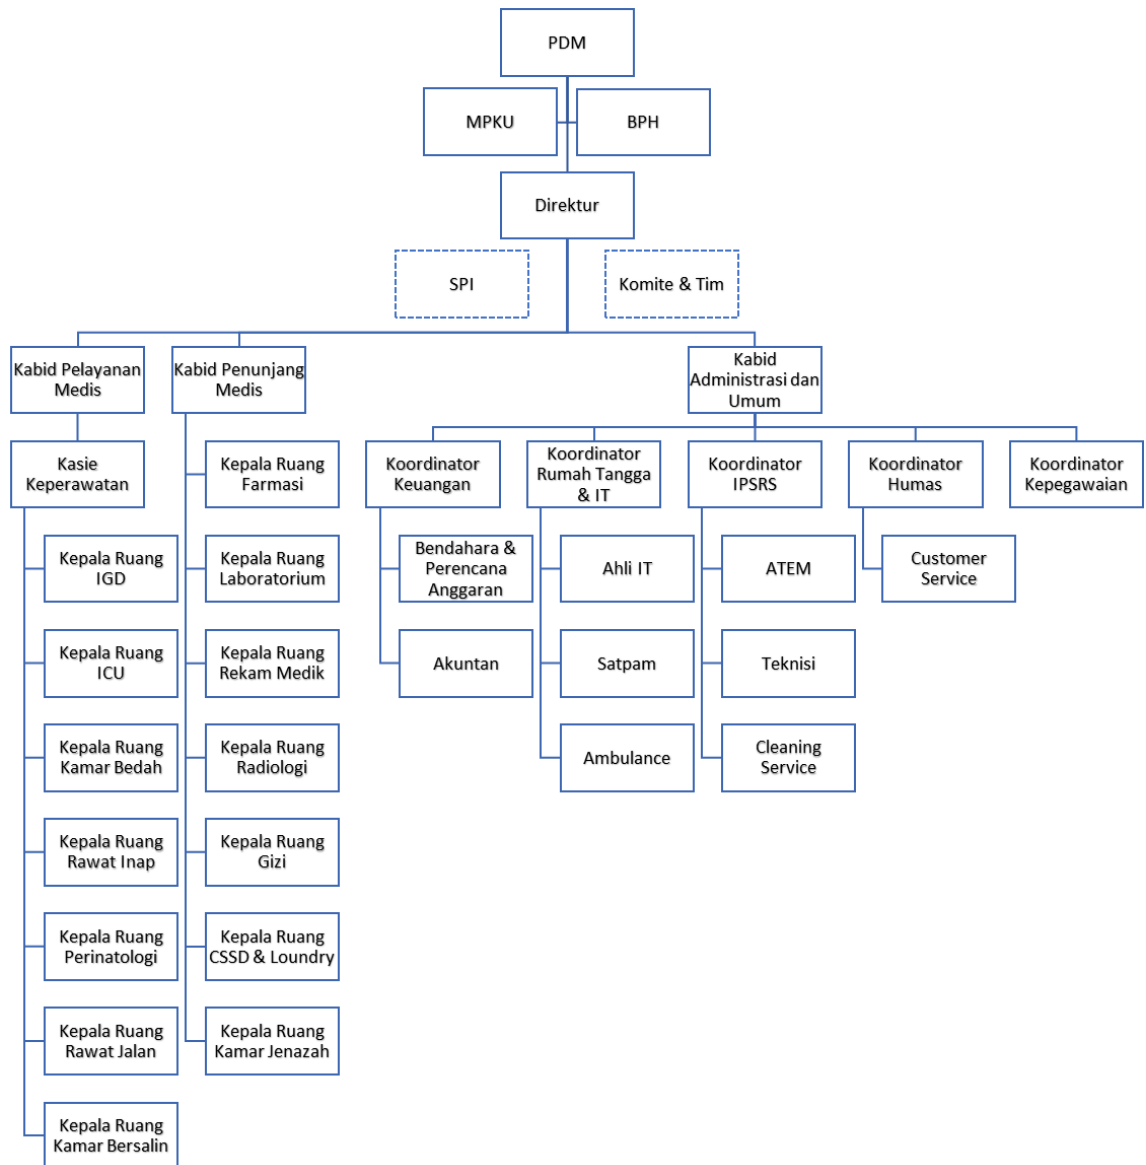 PDM
MPKU
BPH
Direktur
SPI
Komite & Tim
Kabid Pelayanan
Medis
Kabid Penunjang
Medis
Kabid
Administrasi dan
Umum
Kasie
Keperawatan
Kepala Ruang
Farmasi
Koordinator
Keuangan
Koordinator
Rumah Tangga
& IT
Koordinator
IPSRS
Koordinator
Humas
Koordinator
Kepegawaian
Kepala Ruang
IGD
Kepala Ruang
Laboratorium
Bendahara &
Perencana
Anggaran
Ahli IT
ATEM
Customer
Service
Kepala Ruang
ICU
Kepala Ruang
Rekam Medik
Akuntan
Satpam
Teknisi
Kepala Ruang
Kamar Bedah
Kepala Ruang
Radiologi
Ambulance
Cleaning
Service
Kepala Ruang
Rawat Inap
Kepala Ruang
Gizi
Kepala Ruang
Perinatologi
Kepala Ruang
CSSD & Loundry
Kepala Ruang
Rawat Jalan
Kepala Ruang
Kamar Jenazah
Kepala Ruang
Kamar Bersalin